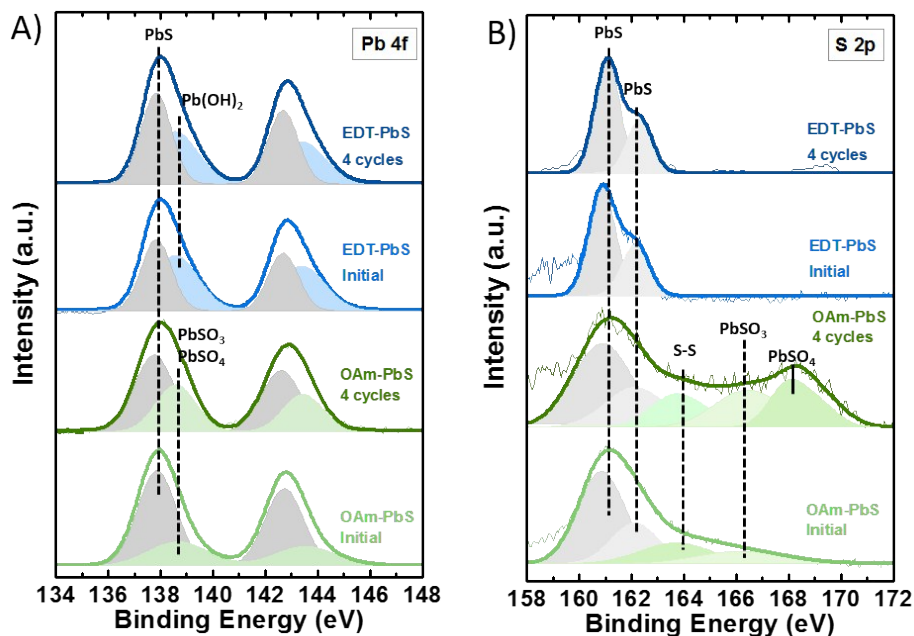 A)
Pb 4f
PbS
Pb(OH)2
EDT-PbS
4 cycles
EDT-PbS
Initial
PbSO3
PbSO4
OAm-PbS
4 cycles
OAm-PbS
Initial
Intensity (a.u.)
134 136 138 140 142 144 146 148
Binding Energy (eV)
B)
S 2p
PbS
PbS
EDT-PbS
4 cycles
EDT-PbS
Initial
OAm-PbS
4 cycles
PbSO3
S-S
PbSO4
OAm-PbS
Initial
Intensity (a.u.)
158 160 162 164 166 168 170 172
Binding Energy (eV)